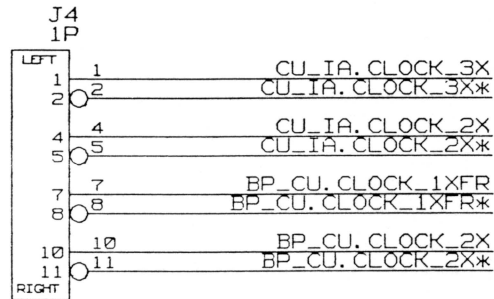 J4
1P
LEFT
1 1 CU_IA.CLOCK_3X
2 2 CU_IA.CLOCK_3X*
4 4 CU_IA.CLOCK_2X
5 5 CU_IA.CLOCK_2X*
7 7 BP_CU.CLOCK_1XFR
8 8 BP_CU.CLOCK_1XFR*
10 10 BP_CU.CLOCK_2X
11 11 BP_CU.CLOCK_2X*
RIGHT